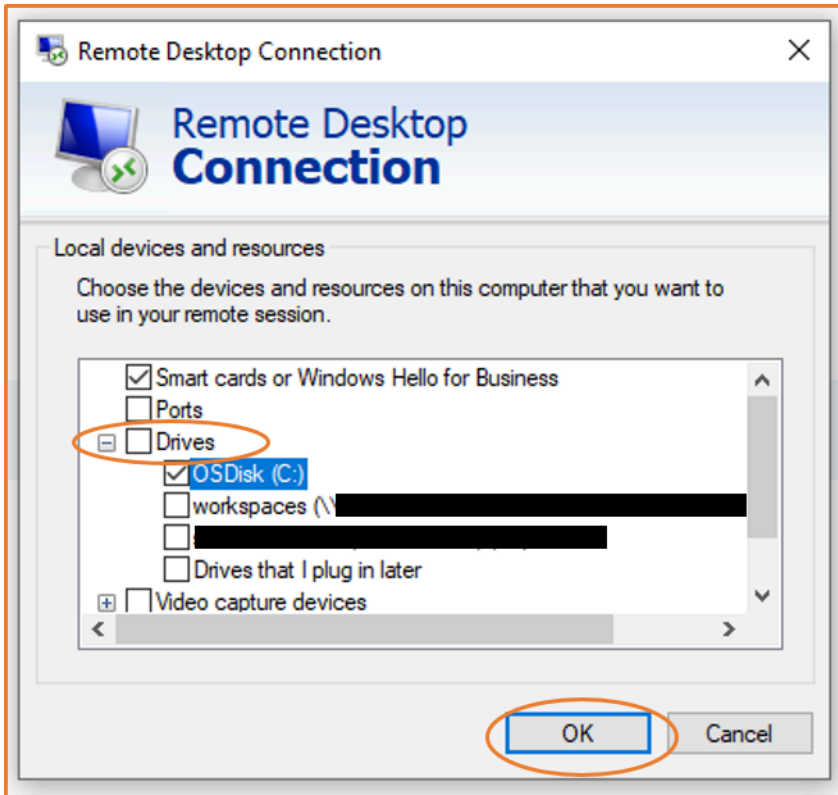 Remote Desktop Connection
Remote Desktop
Connection
Local devices and resources
Choose the devices and resources on this computer that you want to
use in your remote session.
Smart cards or Windows Hello for Business
Ports
Drives
OSDisk (C:)
workspaces (\\
Drives that I plug in later
Video capture devices
OK
Cancel